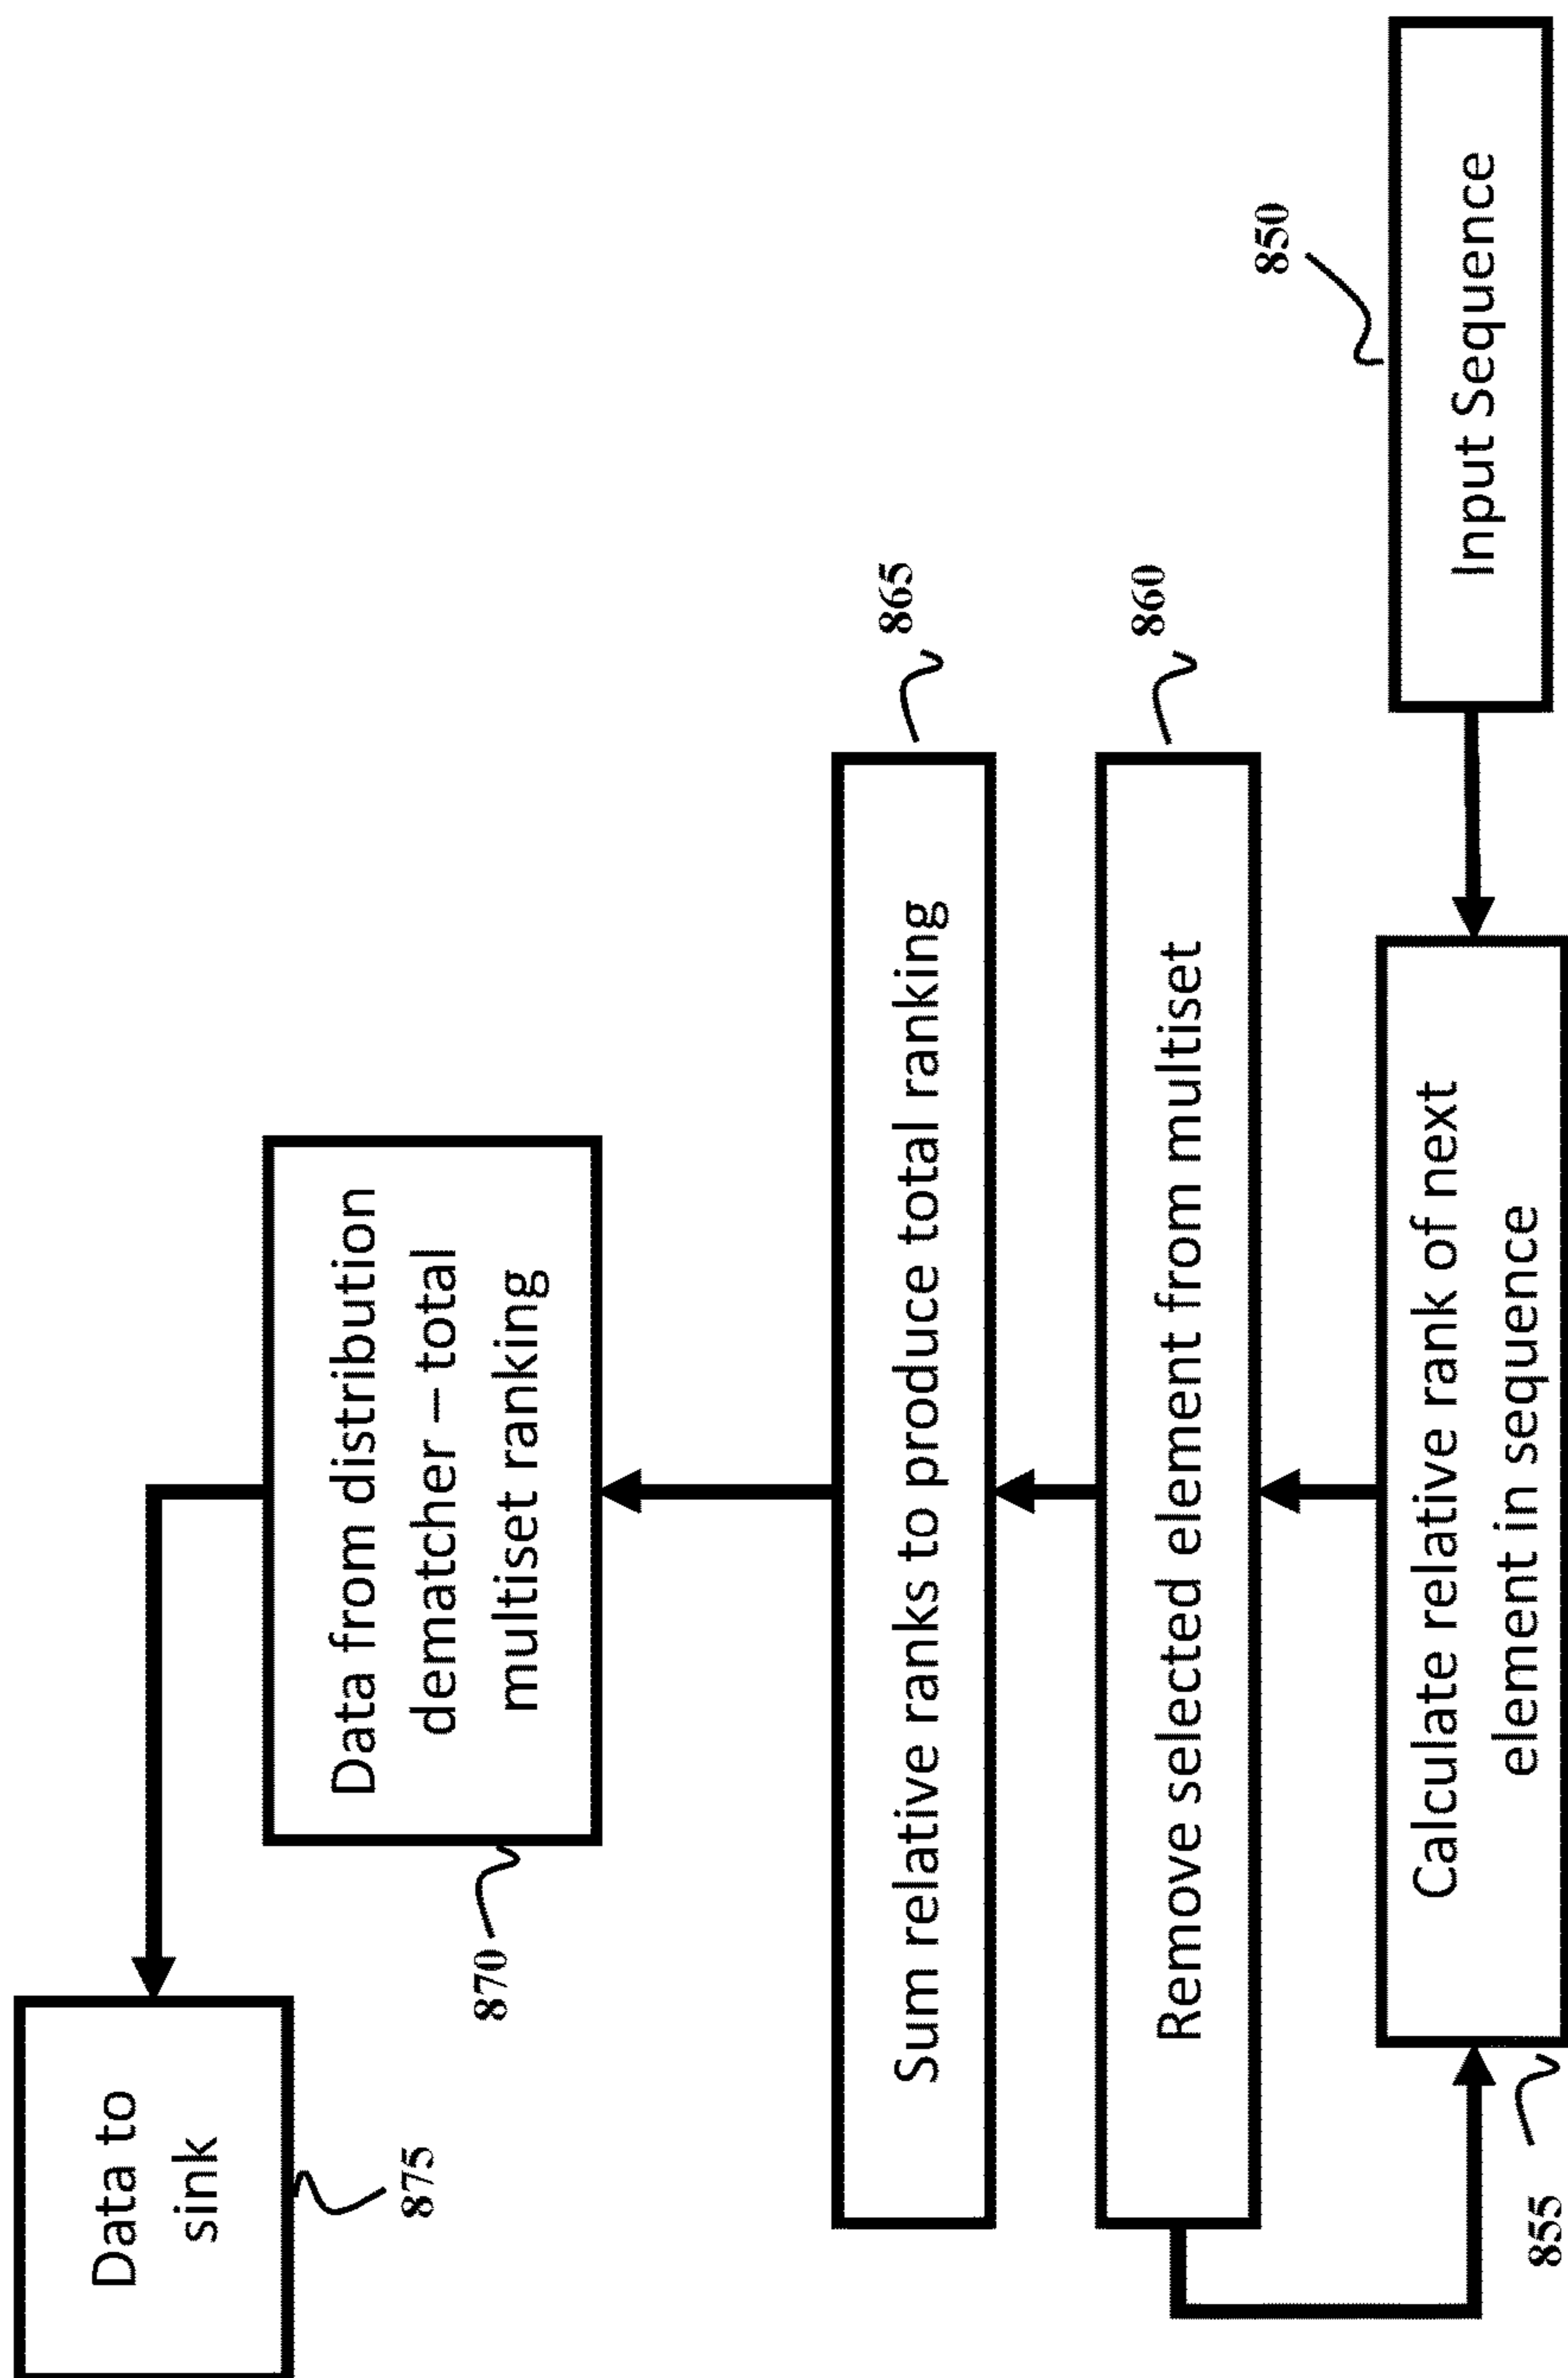 Data to
sink
875
Data from distribution
dematcher – total
multiset ranking
870
Sum relative ranks to produce total ranking
865
Remove selected element from multiset
860
Calculate relative rank of next
element in sequence
855
Input Sequence
850